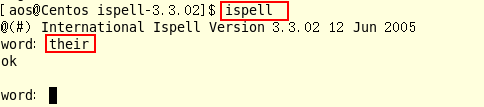 [aos@Centos ispell-3.3.02]$ ispell
@(#) International Ispell Version 3.3.02 12 Jun 2005
word: their
ok
word: